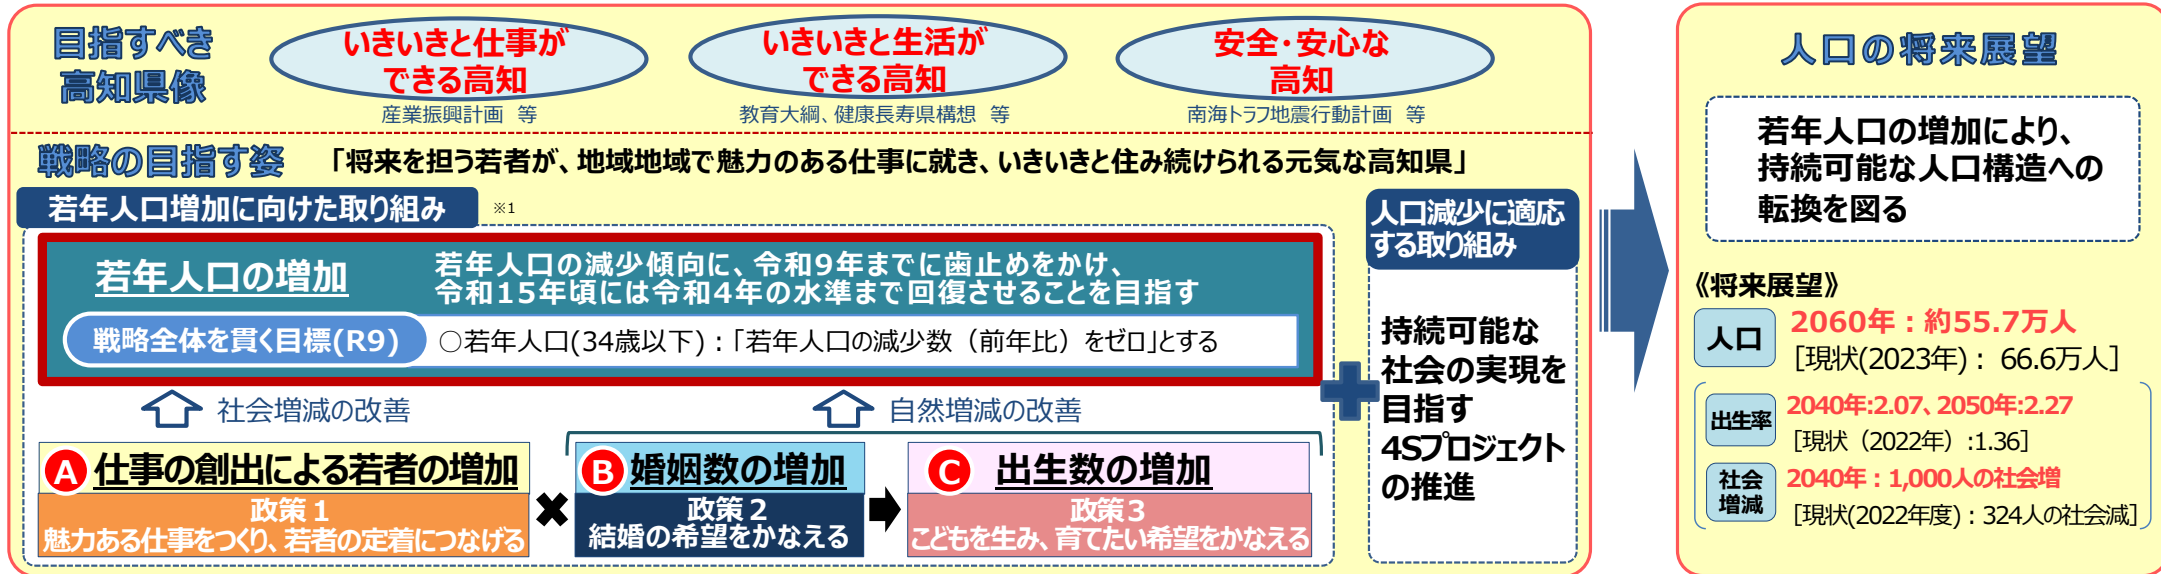 目指すべき
高知県像
いきいきと仕事が
できる高知
産業振興計画 等
いきいきと生活が
できる高知
教育大綱、健康長寿県構想 等
安全・安心な
高知
南海トラフ地震行動計画 等
戦略の目指す姿
「将来を担う若者が、地域地域で魅力のある仕事に就き、いきいきと住み続けられる元気な高知県」
若年人口増加に向けた取り組み
※1
若年人口の増加
若年人口の減少傾向に、令和9年までに歯止めをかけ、
令和15年頃には令和4年の水準まで回復させることを目指す
戦略全体を貫く目標(R9)
○若年人口(34歳以下)：「若年人口の減少数（前年比）をゼロ」とする
社会増減の改善
自然増減の改善
A 仕事の創出による若者の増加
政策1
魅力ある仕事をつくり、若者の定着につなげる
B 婚姻数の増加
政策2
結婚の希望をかなえる
C 出生数の増加
政策3
こどもを生み、育てたい希望をかなえる
人口減少に適応
する取り組み
持続可能な
社会の実現を
目指す
4Sプロジェクト
の推進
人口の将来展望
若年人口の増加により、
持続可能な人口構造への
転換を図る
《将来展望》
人口
2060年：約55.7万人
［現状(2023年)： 66.6万人］
出生率
2040年:2.07、2050年:2.27
［現状（2022年）:1.36］
社会
増減
2040年：1,000人の社会増
［現状(2022年度)：324人の社会減］